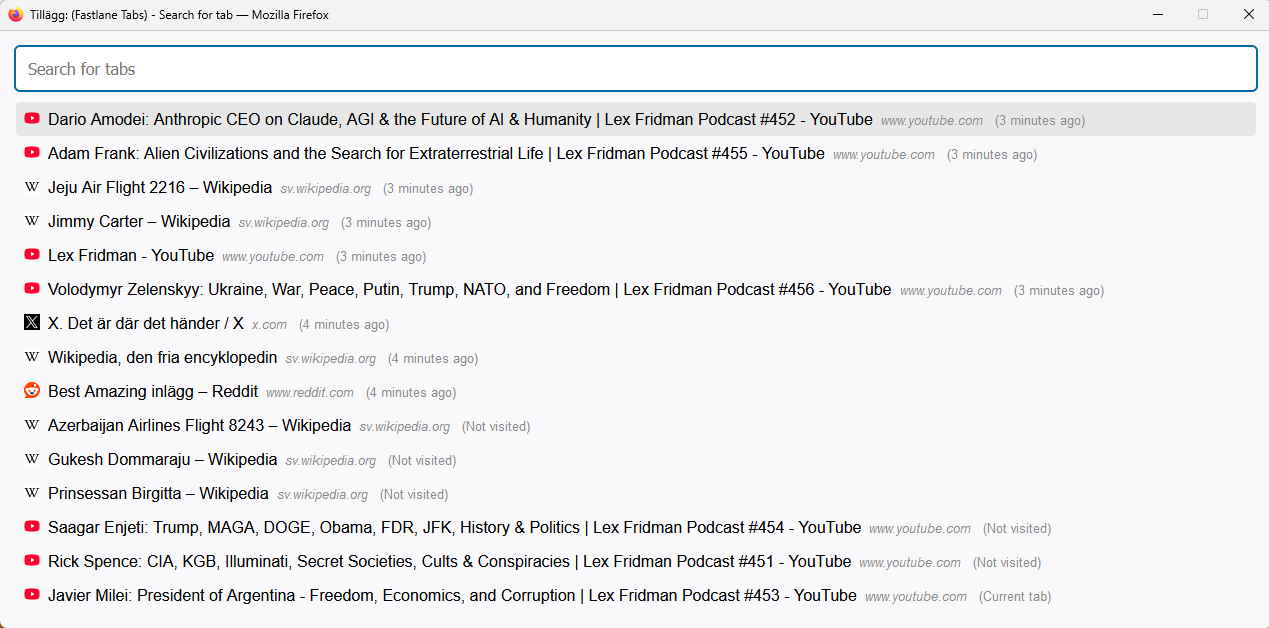 Tillägg: (Fastlane Tabs) - Search for tab — Mozilla Firefox
Search for tabs
Dario Amodei: Anthropic CEO on Claude, AGI & the Future of AI & Humanity | Lex Fridman Podcast #452 - YouTube www.youtube.com (3 minutes ago)
Adam Frank: Alien Civilizations and the Search for Extraterrestrial Life | Lex Fridman Podcast #455 - YouTube www.youtube.com (3 minutes ago)
W Jeju Air Flight 2216 – Wikipedia sv.wikipedia.org (3 minutes ago)
W Jimmy Carter – Wikipedia sv.wikipedia.org (3 minutes ago)
Lex Fridman - YouTube www.youtube.com (3 minutes ago)
Volodymyr Zelenskyy: Ukraine, War, Peace, Putin, Trump, NATO, and Freedom | Lex Fridman Podcast #456 - YouTube www.youtube.com (3 minutes ago)
X X. Det är där det händer / X x.com (4 minutes ago)
W Wikipedia, den fria encyklopedin sv.wikipedia.org (4 minutes ago)
Best Amazing inlägg – Reddit www.reddit.com (4 minutes ago)
W Azerbaijan Airlines Flight 8243 – Wikipedia sv.wikipedia.org (Not visited)
W Gukesh Dommaraju – Wikipedia sv.wikipedia.org (Not visited)
W Prinsessan Birgitta – Wikipedia sv.wikipedia.org (Not visited)
Saagar Enjeti: Trump, MAGA, DOGE, Obama, FDR, JFK, History & Politics | Lex Fridman Podcast #454 - YouTube www.youtube.com (Not visited)
Rick Spence: CIA, KGB, Illuminati, Secret Societies, Cults & Conspiracies | Lex Fridman Podcast #451 - YouTube www.youtube.com (Not visited)
Javier Milei: President of Argentina - Freedom, Economics, and Corruption | Lex Fridman Podcast #453 - YouTube www.youtube.com (Current tab)